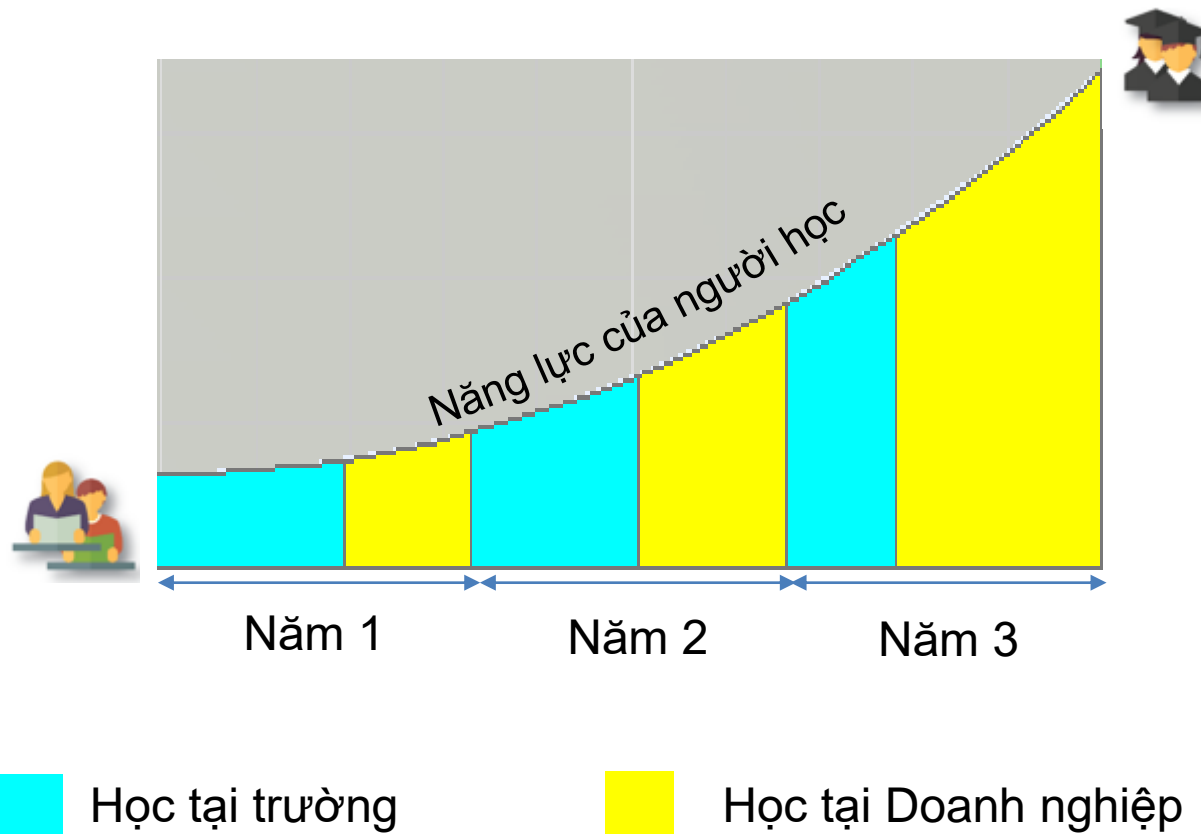 Năng lực của người học
Năm 1
Năm 2
Năm 3
Học tại trường
Học tại Doanh nghiệp